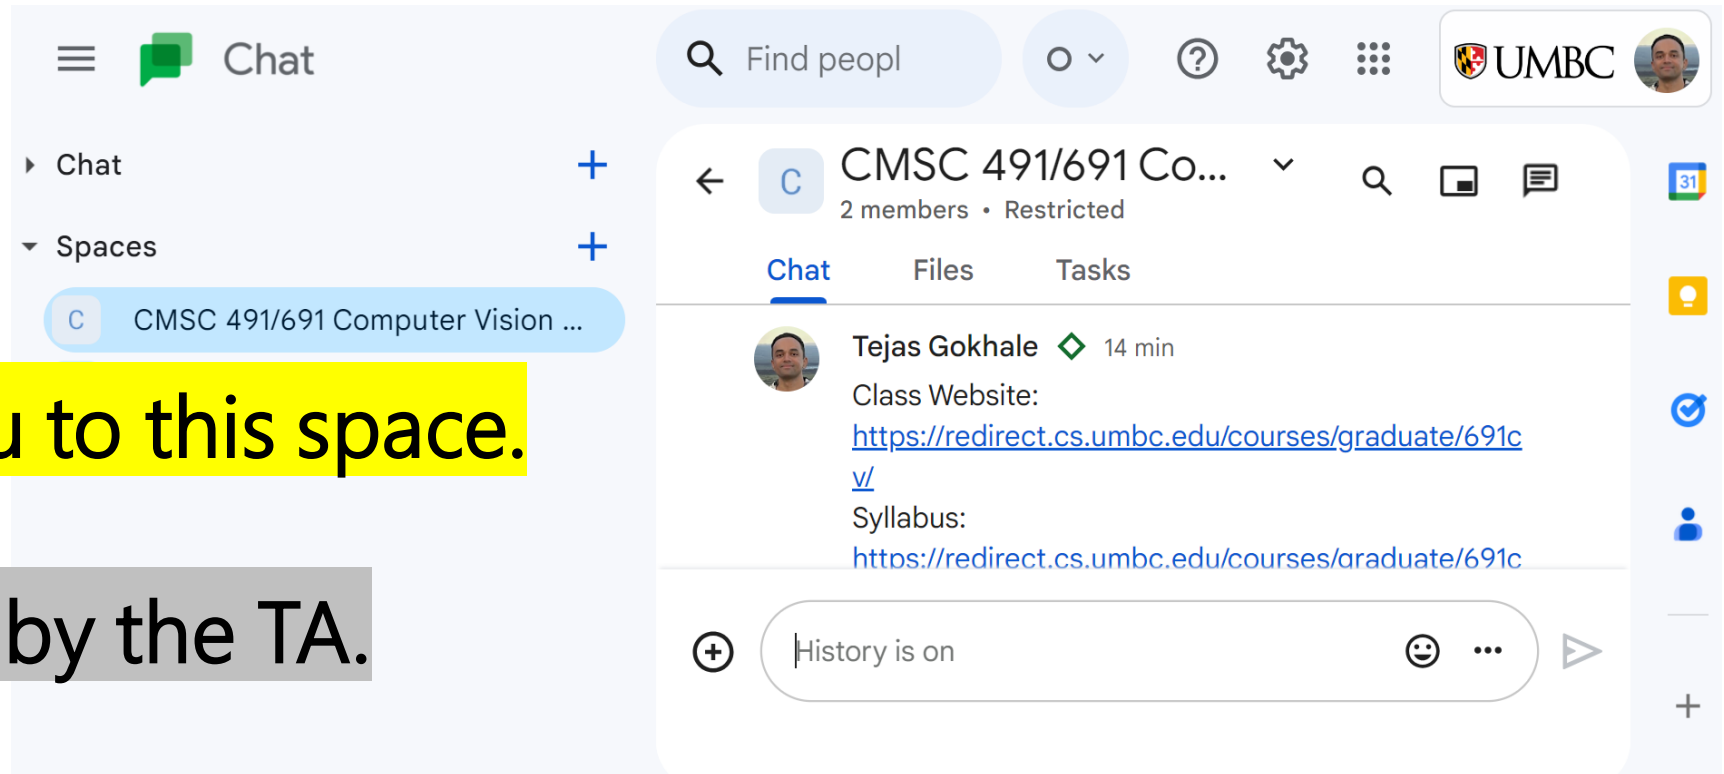 Chat
Find peopl
UMBC
Chat
Spaces
C CMSC 491/691 Computer Vision ...
u to this space.
by the TA.
C CMSC 491/691 Co...
2 members • Restricted
Chat Files Tasks
Tejas Gokhale 14 min
Class Website:
https://redirect.cs.umbc.edu/courses/graduate/691c
v/
Syllabus:
https://redirect.cs.umbc.edu/courses/graduate/691c
History is on
31